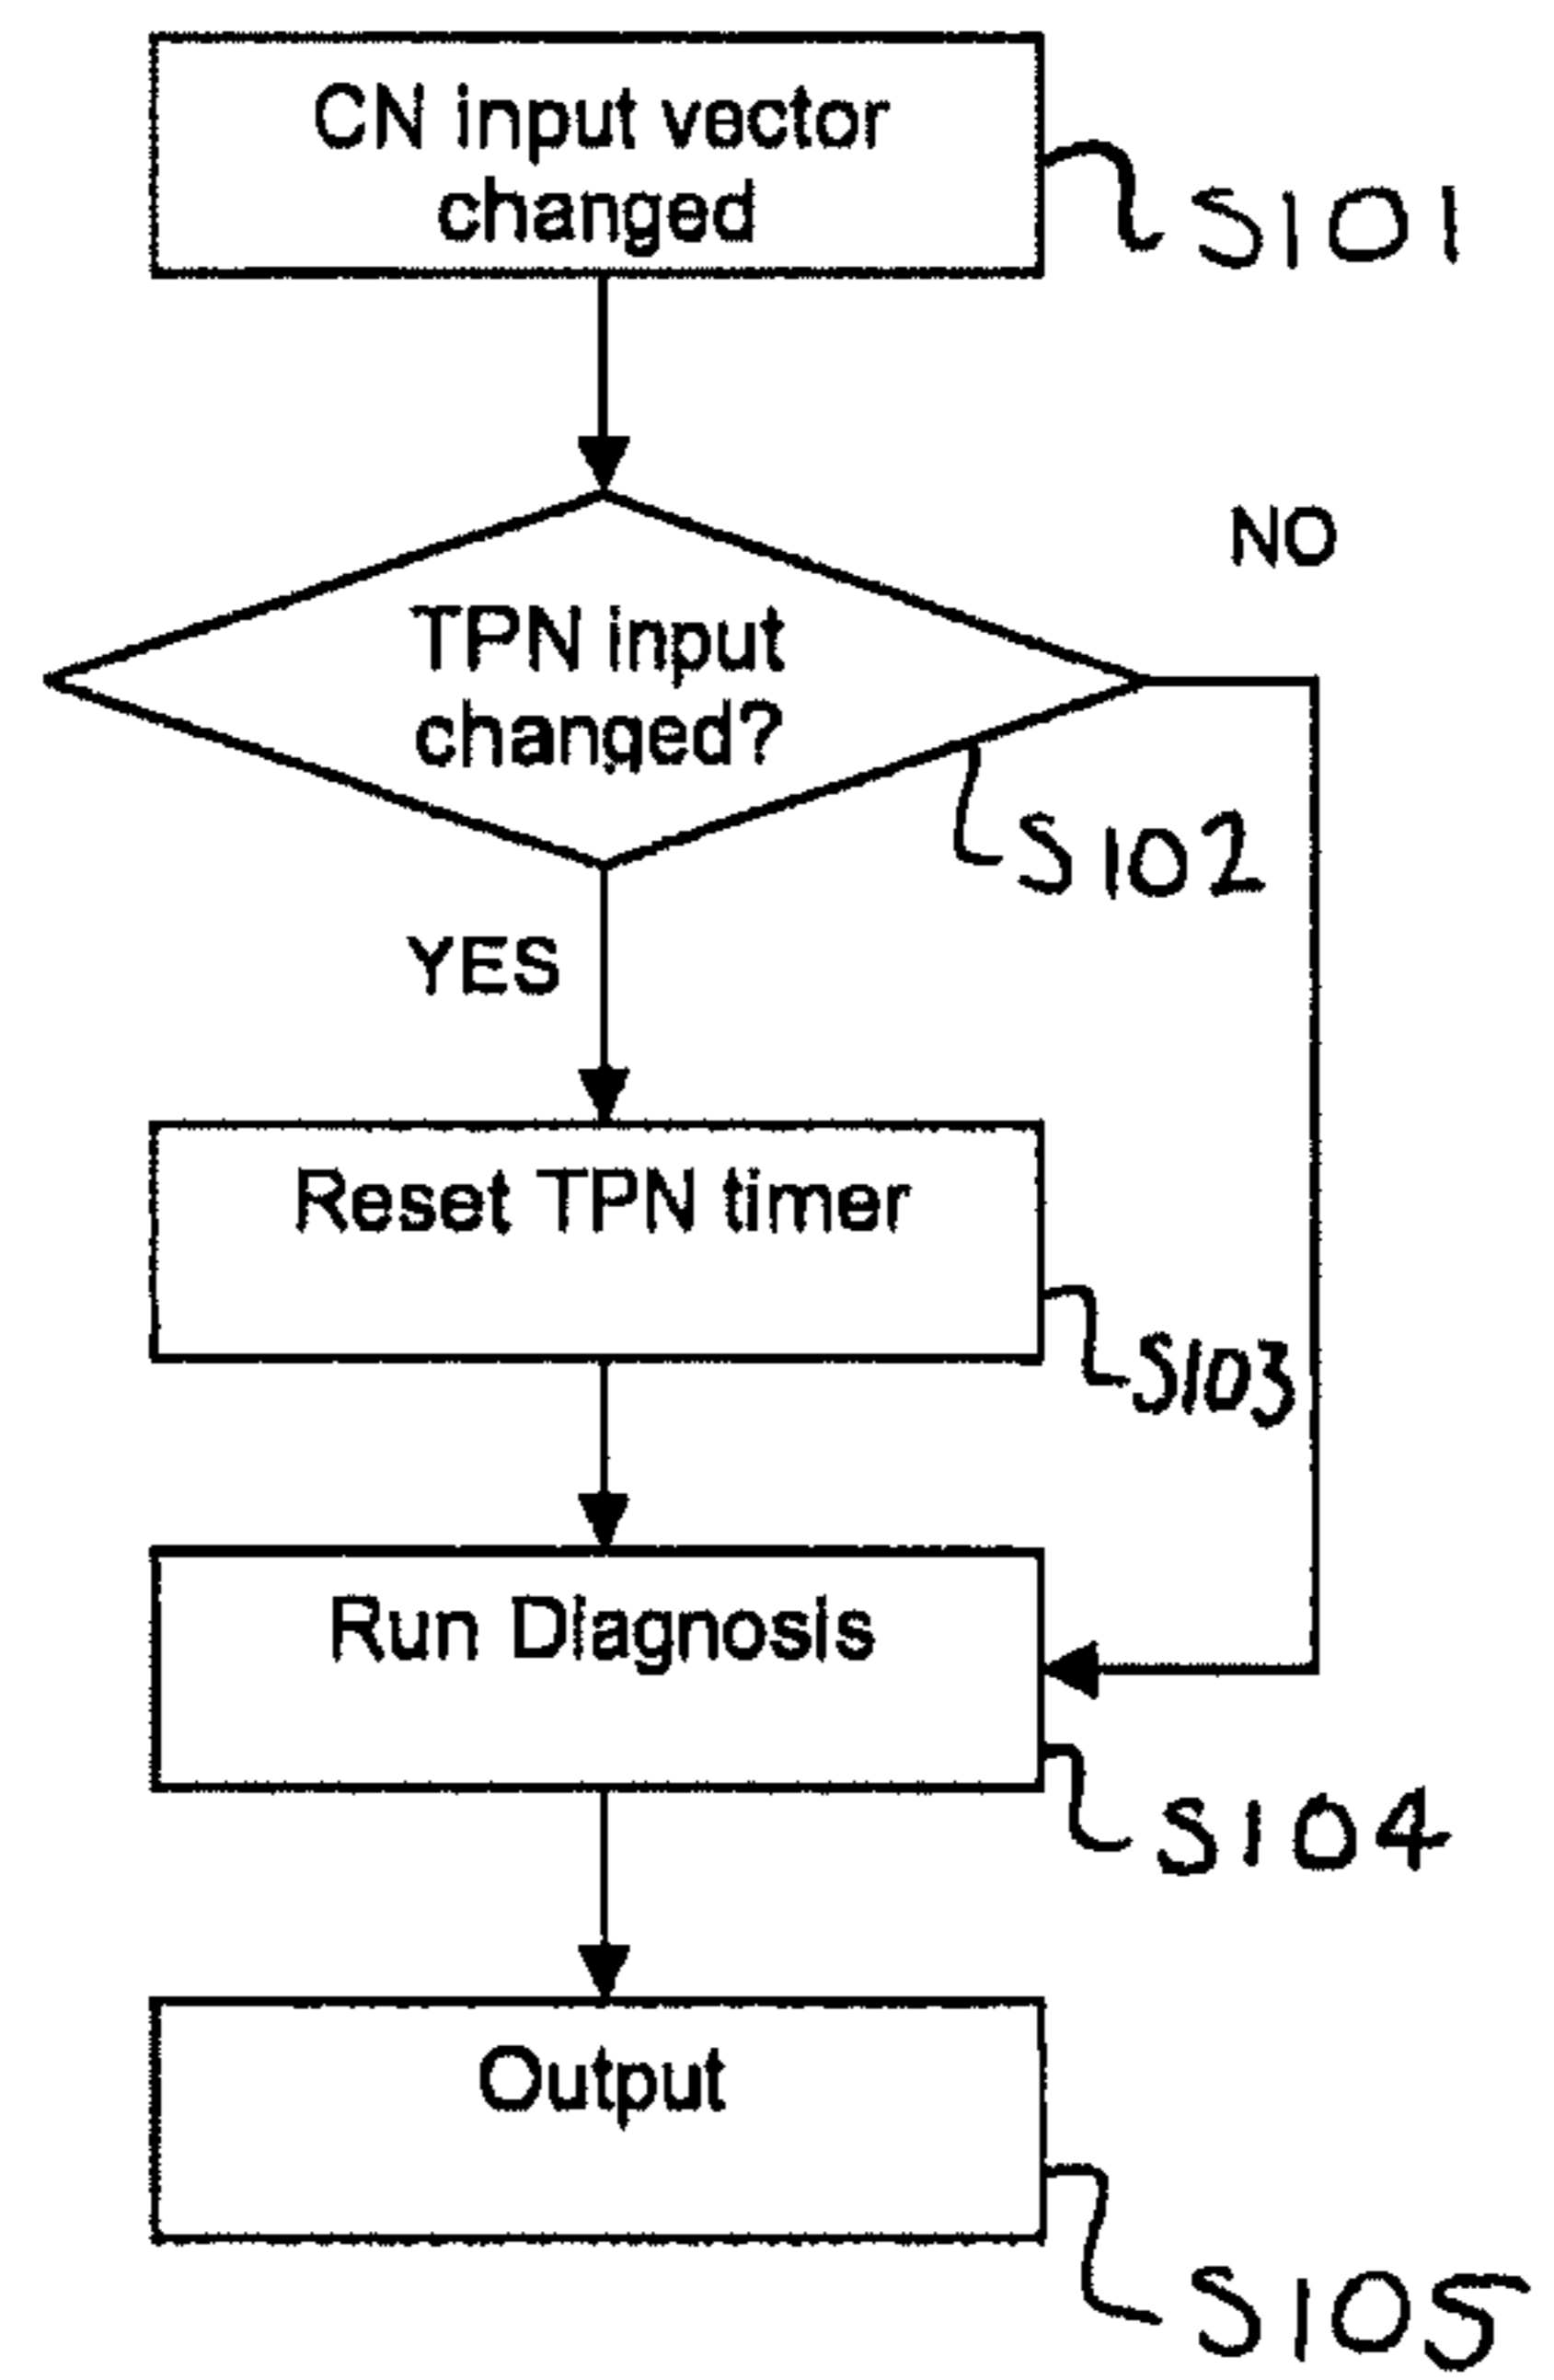 CN input vector
changed
S101
NO
TPN input
changed?
S102
YES
Reset TPN timer
S103
Run Diagnosis
S104
Output
S105